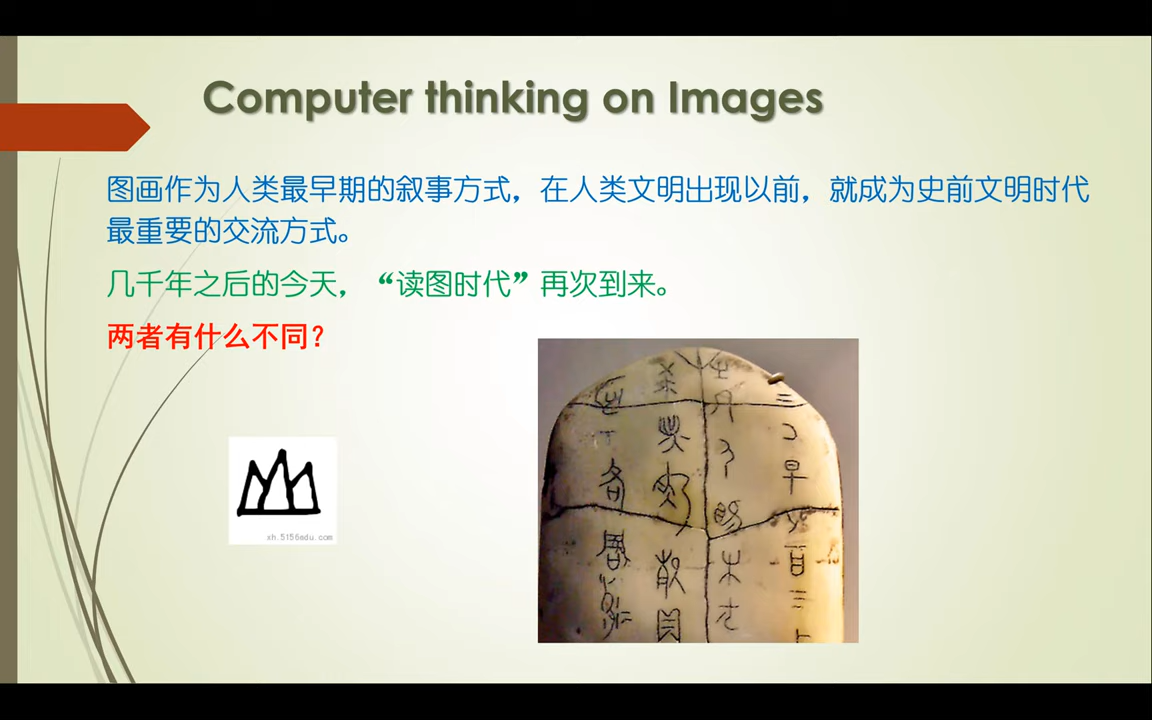 Computer thinking on Images
图画作为人类最早期的叙事方式，在人类文明出现以前，就成为史前文明时代
最重要的交流方式。
几千年之后的今天，“读图时代”再次到来。
两者有什么不同？
xh.5156edu.com